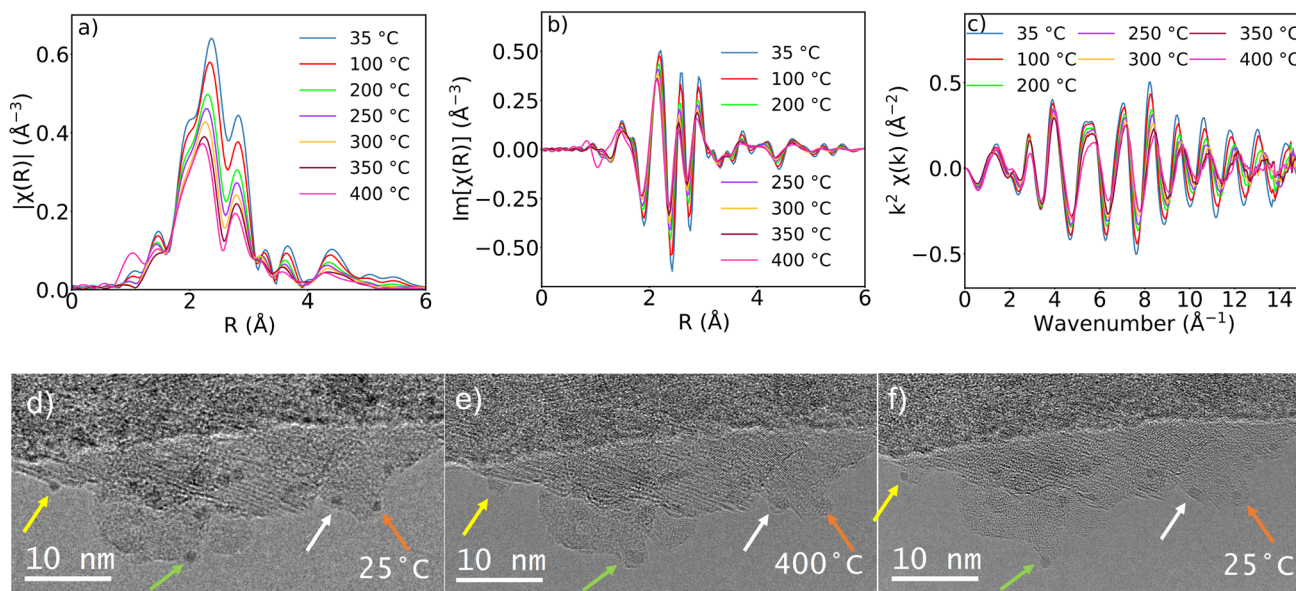 a)
35 °C
100 °C
200 °C
250 °C
300 °C
350 °C
400 °C
|χ(R)| (Å⁻³)
0.6
0.4
0.2
0.0
0 2 4 6
R (Å)
b)
35 °C
100 °C
200 °C
250 °C
300 °C
350 °C
400 °C
Im[χ(R)] (Å⁻³)
0.50
0.25
0.00
−0.25
−0.50
0 2 4 6
R (Å)
c)
35 °C 250 °C 350 °C
100 °C 300 °C 400 °C
200 °C
k² χ(k) (Å⁻²)
0.5
0.0
−0.5
0 2 4 6 8 10 12 14
Wavenumber (Å⁻¹)
d)
10 nm
25°C
e)
10 nm
400°C
f)
10 nm
25°C